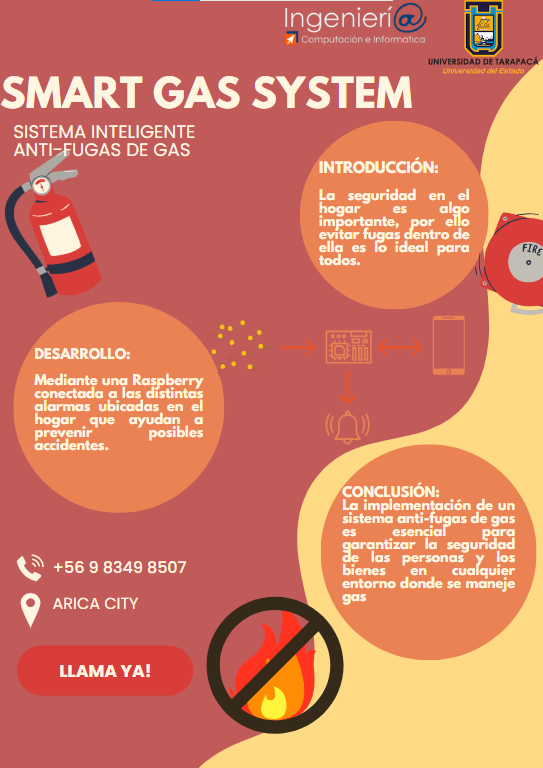 Ingenierí@
Computación e Informática
UNIVERSIDAD DE TARAPACÁ
Universidad del Estado
SMART GAS SYSTEM
SISTEMA INTELIGENTE
ANTI-FUGAS DE GAS
INTRODUCCIÓN:
La seguridad en el
hogar es algo
importante, por ello
evitar fugas dentro de
ella es lo ideal para
todos.
FIRE
DESARROLLO:
Mediante una Raspberry
conectada a las distintas
alarmas ubicadas en el
hogar que ayudan a
prevenir posibles
accidentes.
CONCLUSIÓN:
La implementación de un
sistema anti-fugas de gas
es esencial para
garantizar la seguridad
de las personas y los
bienes en cualquier
entorno donde se maneje
gas
+56 9 8349 8507
ARICA CITY
LLAMA YA!